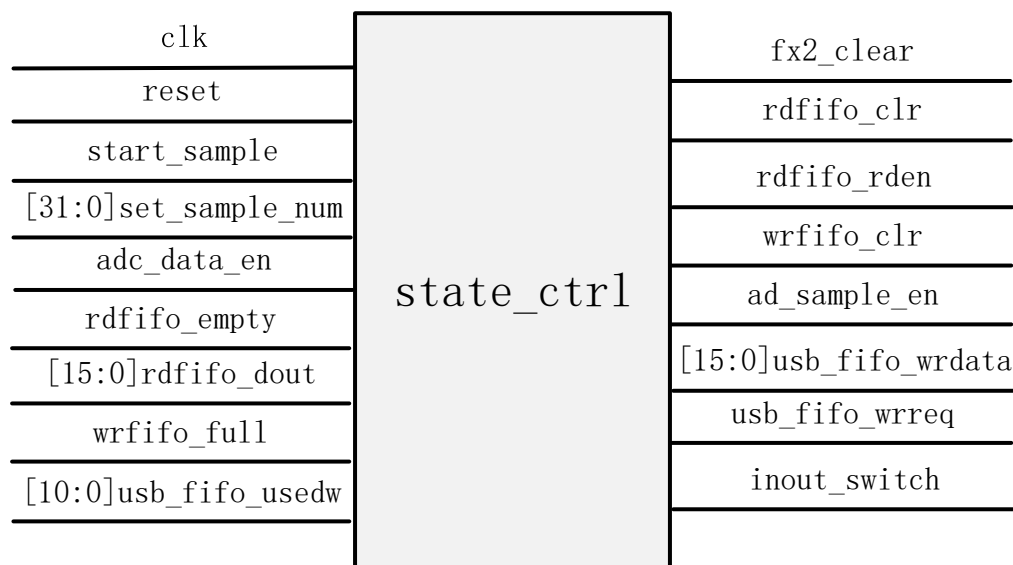 clk
reset
start_sample
[31:0]set_sample_num
adc_data_en
rdfifo_empty
[15:0]rdfifo_dout
wrfifo_full
[10:0]usb_fifo_usedw
state_ctrl
fx2_clear
rdfifo_clr
rdfifo_rden
wrfifo_clr
ad_sample_en
[15:0]usb_fifo_wrdata
usb_fifo_wrreq
inout_switch